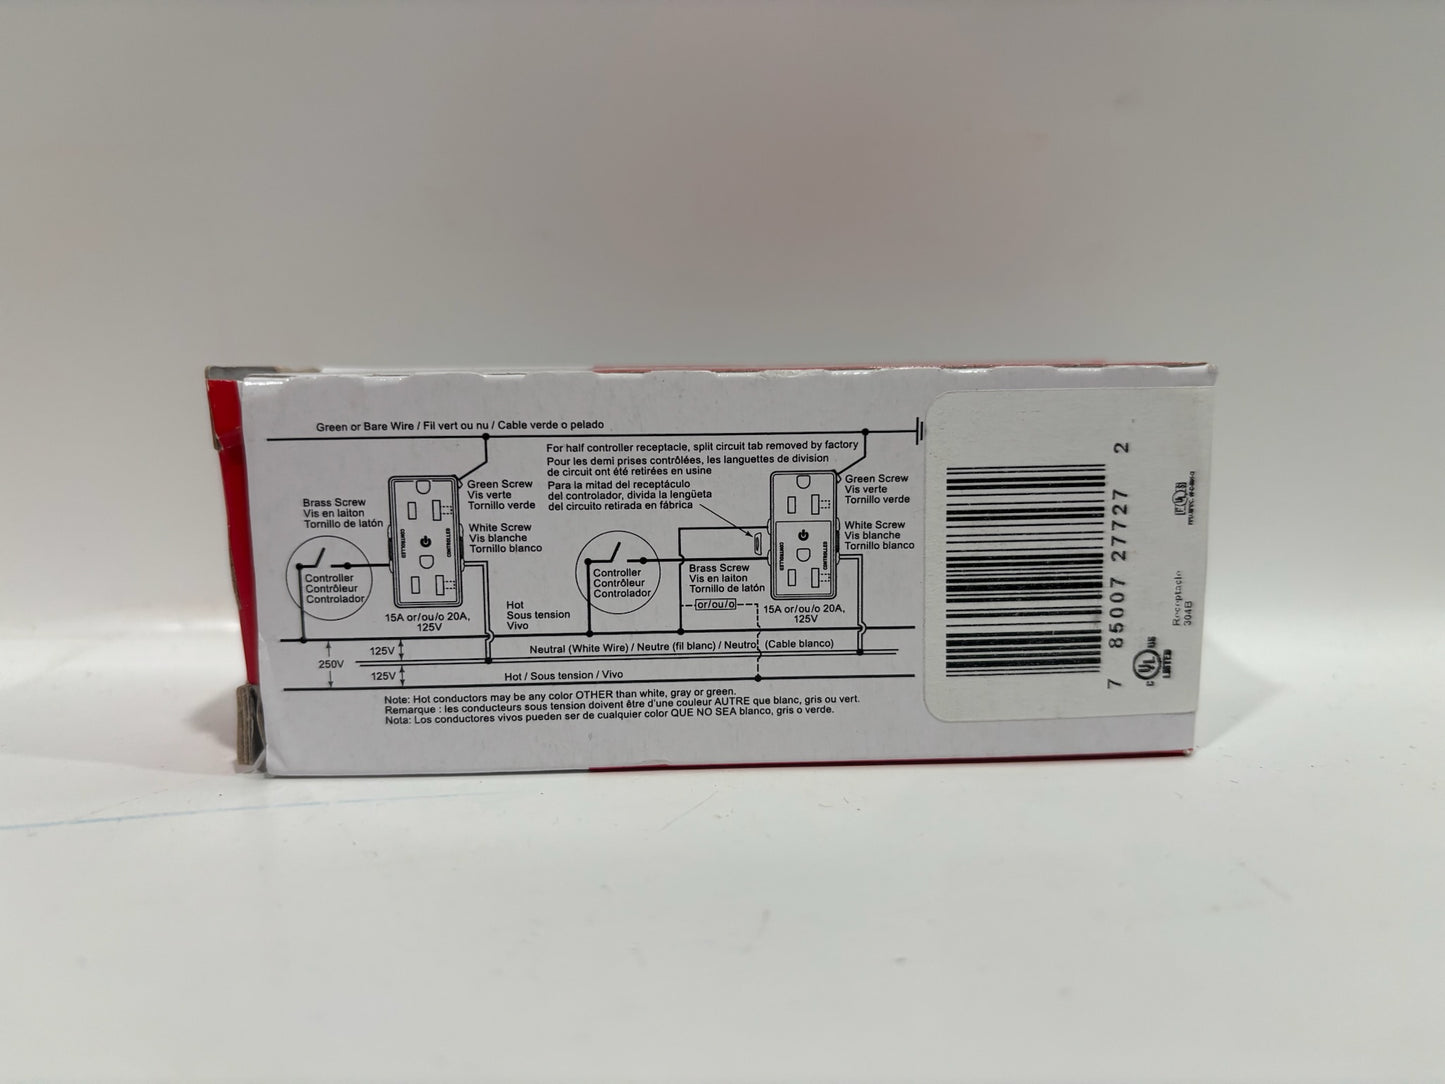 Green or Bare Wire / Fil vert ou nu / Cable verde o pelado
For half controller receptacle, split circuit tab removed by factory
Pour les demi prises contrôlées, les languettes de division
de circuit ont été retirées en usine
Para la mitad del receptáculo
del controlador, divida la lengüeta
del circuito retirada en fábrica
Brass Screw
Vis en laiton
Tornillo de latón
Green Screw
Vis verte
Tornillo verde
White Screw
Vis blanche
Tornillo blanco
CONTROLLED
CONTROLLED
Controller
Contrôleur
Controlador
15A or/ou/o 20A,
125V
Hot
Sous tension
Vivo
Controller
Contrôleur
Controlador
Brass Screw
Vis en laiton
Tornillo de latón
or/ou/o
Green Screw
Vis verte
Tornillo verde
White Screw
Vis blanche
Tornillo blanco
CONTROLLED
CONTROLLED
15A or/ou/o 20A,
125V
250V
125V
125V
Neutral (White Wire) / Neutre (fil blanc) / Neutro (Cable blanco)
Hot / Sous tension / Vivo
Note: Hot conductors may be any color OTHER than white, gray or green.
Remarque : les conducteurs sous tension doivent être d'une couleur AUTRE que blanc, gris ou vert.
Nota: Los conductores vivos pueden ser de cualquier color QUE NO SEA blanco, gris o verde.
7 85007 27727 2
C UL US
LISTED
Receptacle
304B